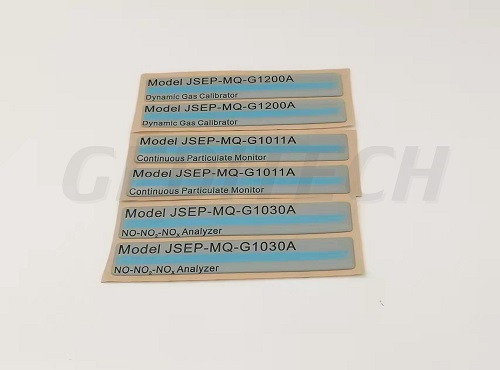 Model JSEP-MQ-G1200A
Dynamic Gas Calibrator
Model JSEP-MQ-G1200A
Dynamic Gas Calibrator
Model JSEP-MQ-G1011A
Continuous Particulate Monitor
Model JSEP-MQ-G1011A
Continuous Particulate Monitor
Model JSEP-MQ-G1030A
NO-NO₂-NOₓ Analyzer
Model JSEP-MQ-G1030A
NO-NO₂-NOₓ Analyzer